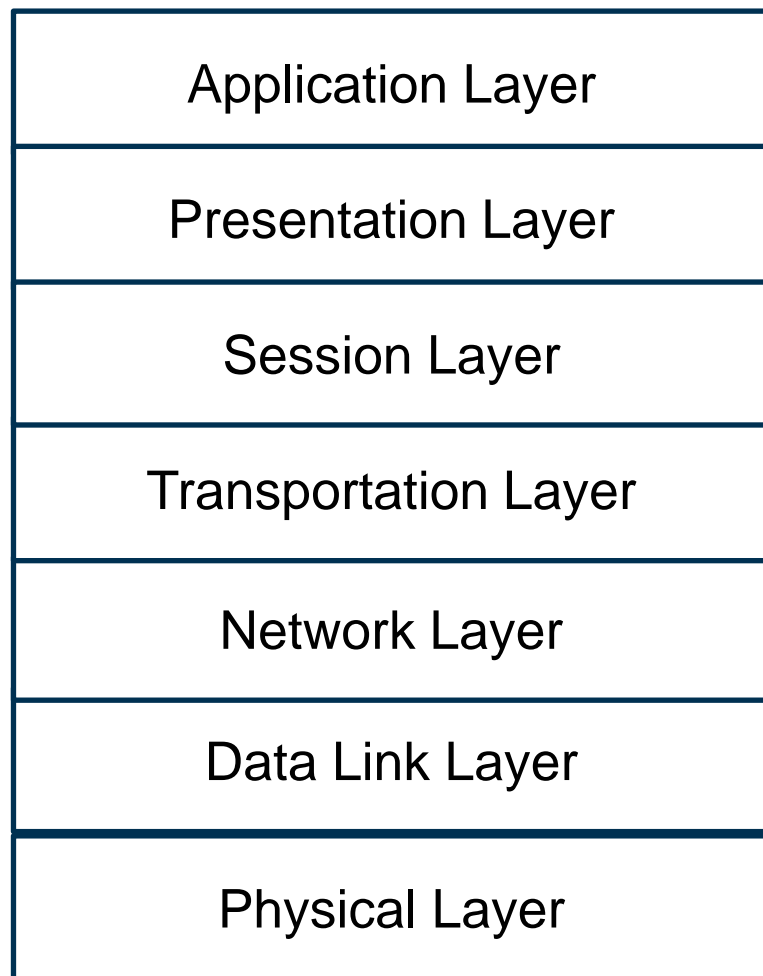 Application Layer
Presentation Layer
Session Layer
Transportation Layer
Network Layer
Data Link Layer
Physical Layer